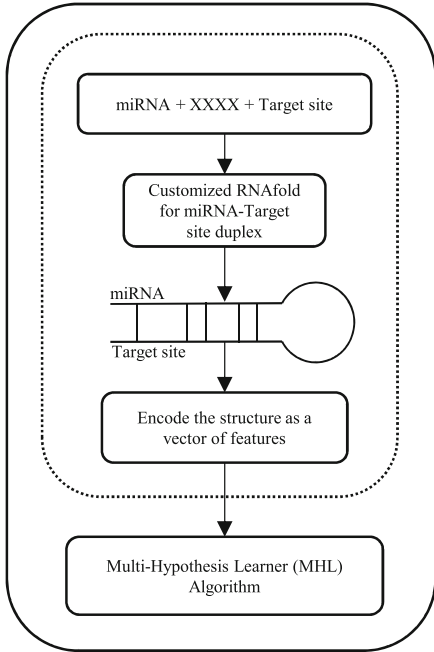 miRNA + XXXX + Target site
Customized RNAfold
for miRNA-Target
site duplex
miRNA
Target site
Encode the structure as a
vector of features
Multi-Hypothesis Learner (MHL)
Algorithm